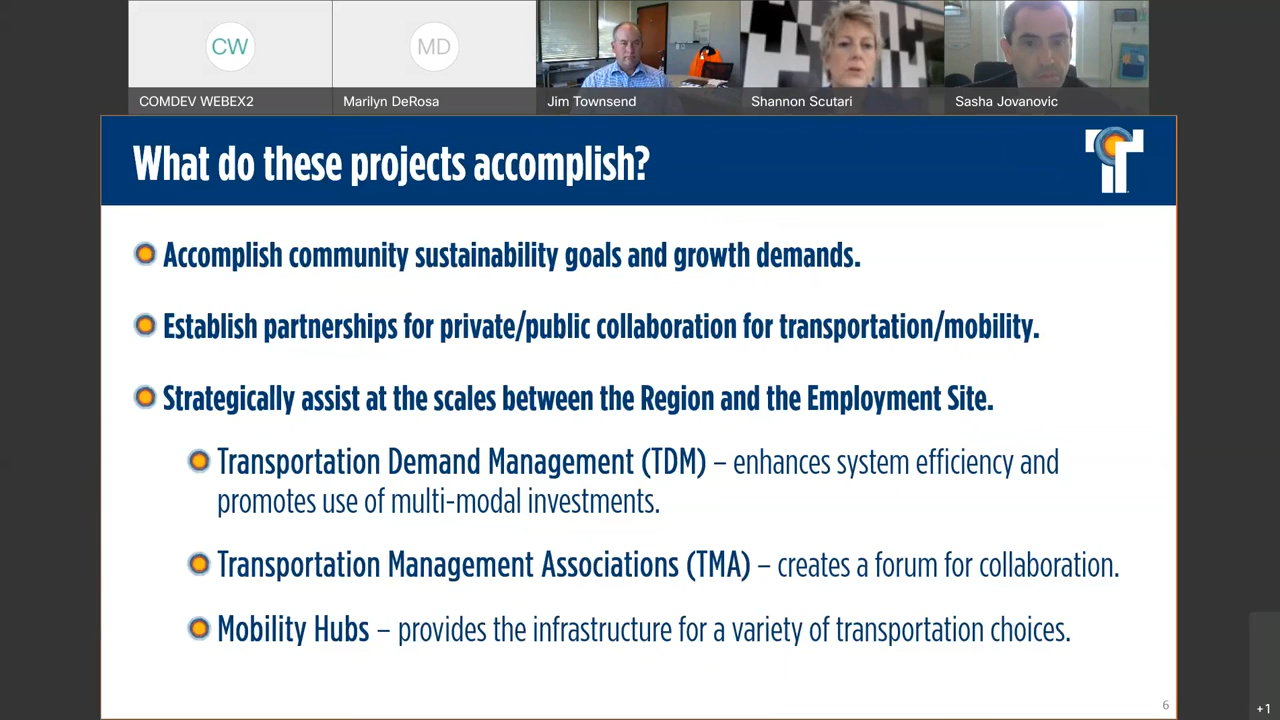 CW
MD
COMDEV WEBEX2
Marilyn DeRosa
Jim Townsend
Shannon Scutari
Sasha Jovanovic
What do these projects accomplish?
Accomplish community sustainability goals and growth demands.
Establish partnerships for private/public collaboration for transportation/mobility.
Strategically assist at the scales between the Region and the Employment Site.
Transportation Demand Management (TDM) – enhances system efficiency and
promotes use of multi-modal investments.
Transportation Management Associations (TMA) – creates a forum for collaboration.
Mobility Hubs – provides the infrastructure for a variety of transportation choices.
6
+1